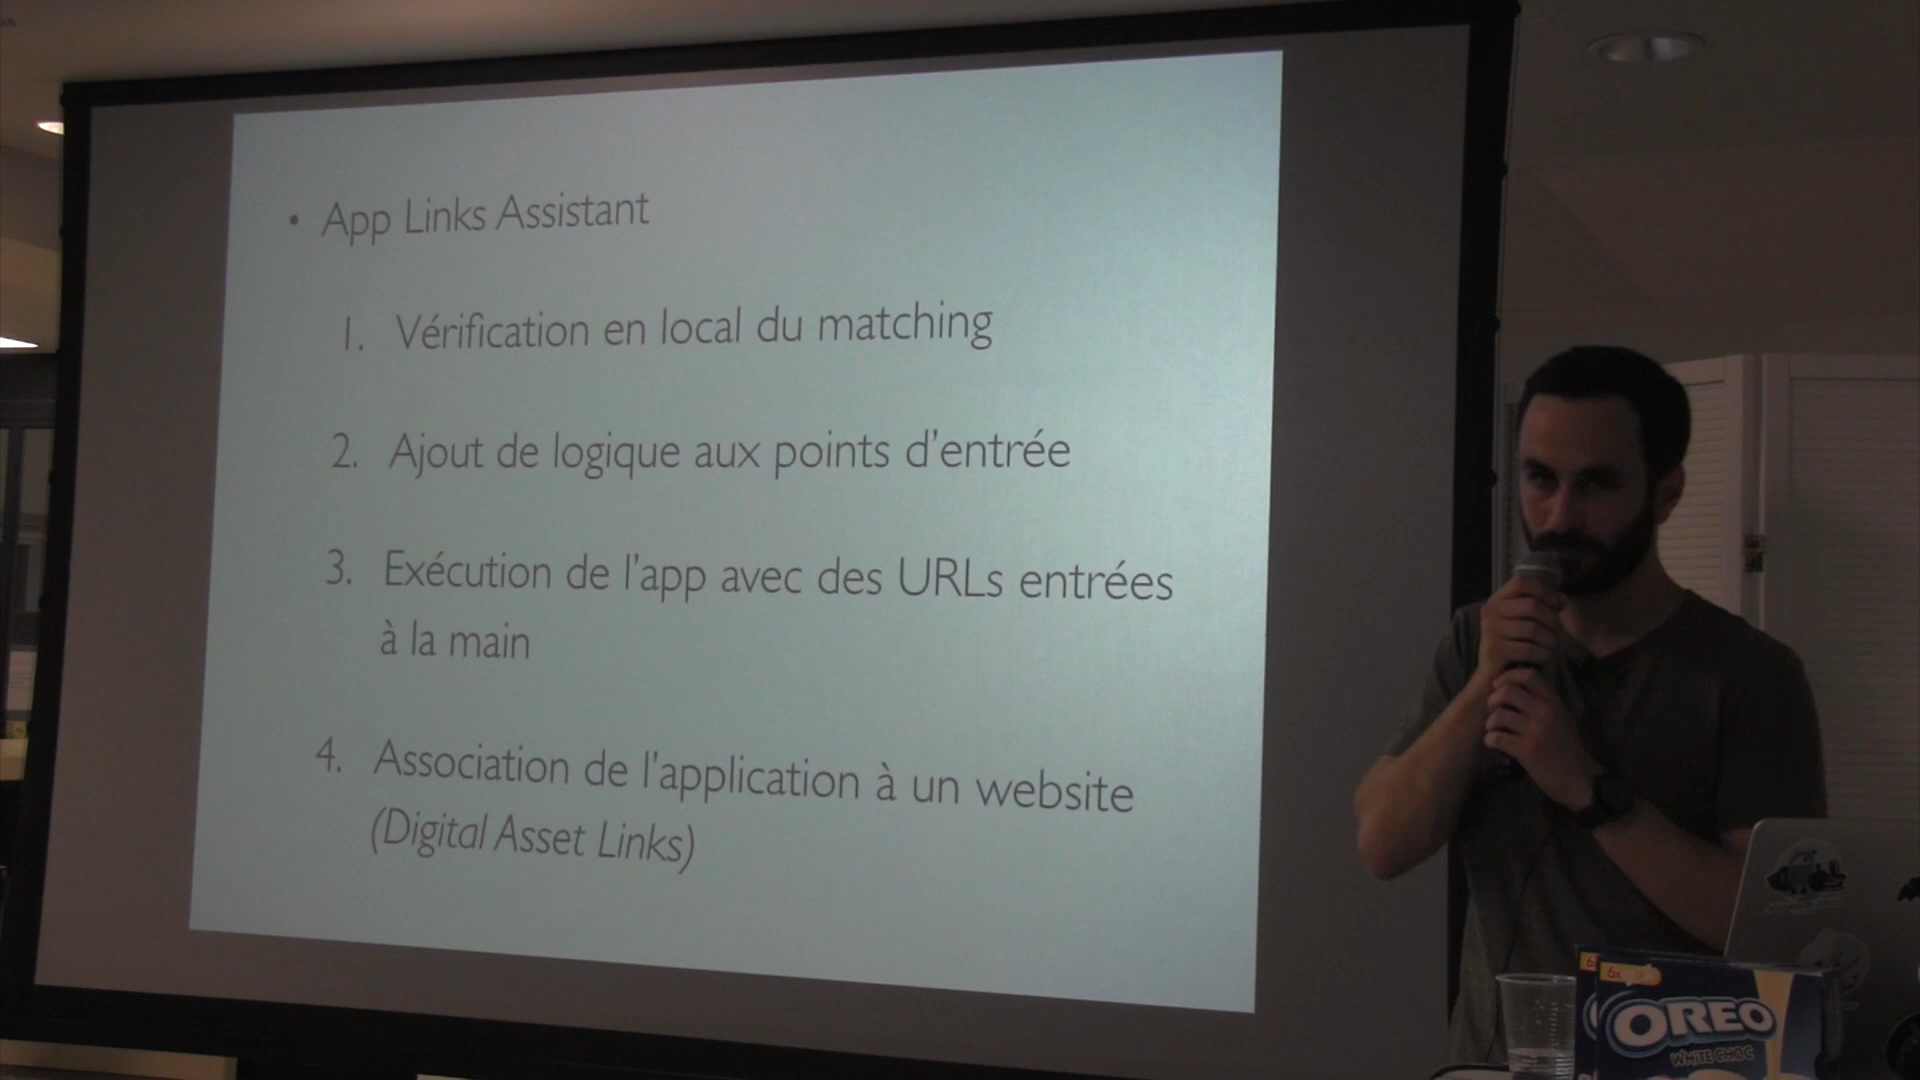 • App Links Assistant
1. Vérification en local du matching
2. Ajout de logique aux points d'entrée
3. Exécution de l'app avec des URLs entrées
à la main
4. Association de l'application à un website
(Digital Asset Links)
6x
OREO
WHITE CHOC